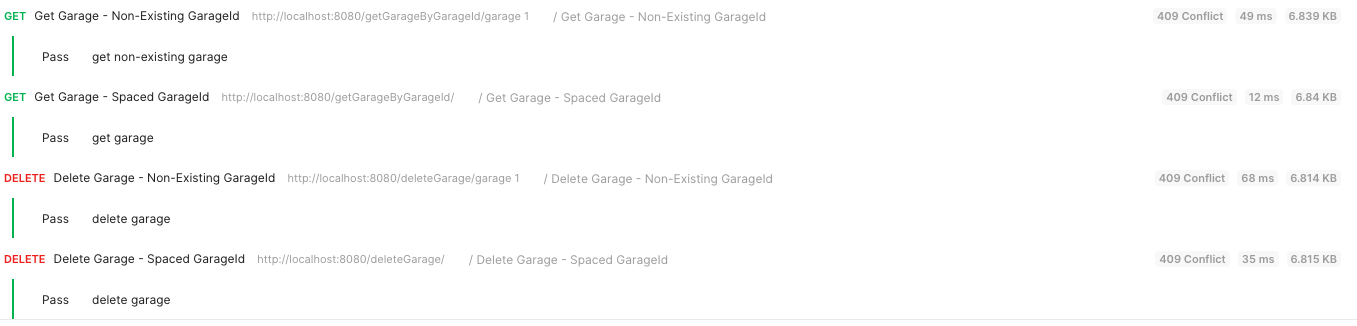 GET Get Garage - Non-Existing GarageId http://localhost:8080/getGarageByGarageId/garage 1 / Get Garage - Non-Existing GarageId 409 Conflict 49 ms 6.839 KB
Pass get non-existing garage
GET Get Garage - Spaced GarageId http://localhost:8080/getGarageByGarageId/ / Get Garage - Spaced GarageId 409 Conflict 12 ms 6.84 KB
Pass get garage
DELETE Delete Garage - Non-Existing GarageId http://localhost:8080/deleteGarage/garage 1 / Delete Garage - Non-Existing GarageId 409 Conflict 68 ms 6.814 KB
Pass delete garage
DELETE Delete Garage - Spaced GarageId http://localhost:8080/deleteGarage/ / Delete Garage - Spaced GarageId 409 Conflict 35 ms 6.815 KB
Pass delete garage